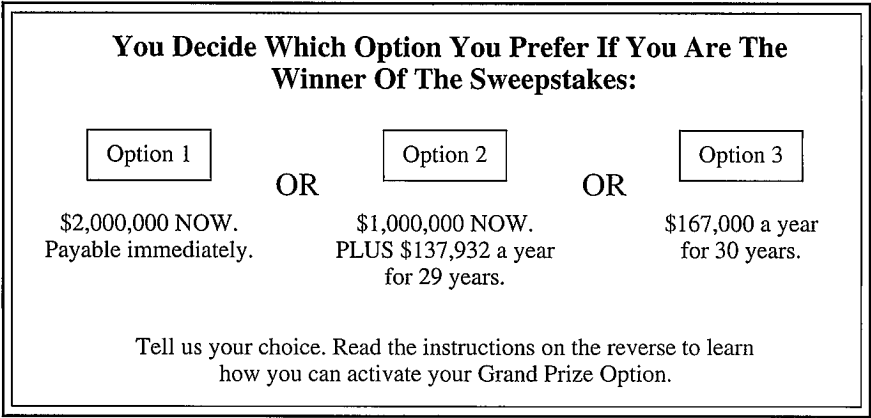 You Decide Which Option You Prefer If You Are The
Winner Of The Sweepstakes:
Option 1
OR
Option 2
OR
Option 3
$2,000,000 NOW.
Payable immediately.
$1,000,000 NOW.
PLUS $137,932 a year
for 29 years.
$167,000 a year
for 30 years.
Tell us your choice. Read the instructions on the reverse to learn
how you can activate your Grand Prize Option.